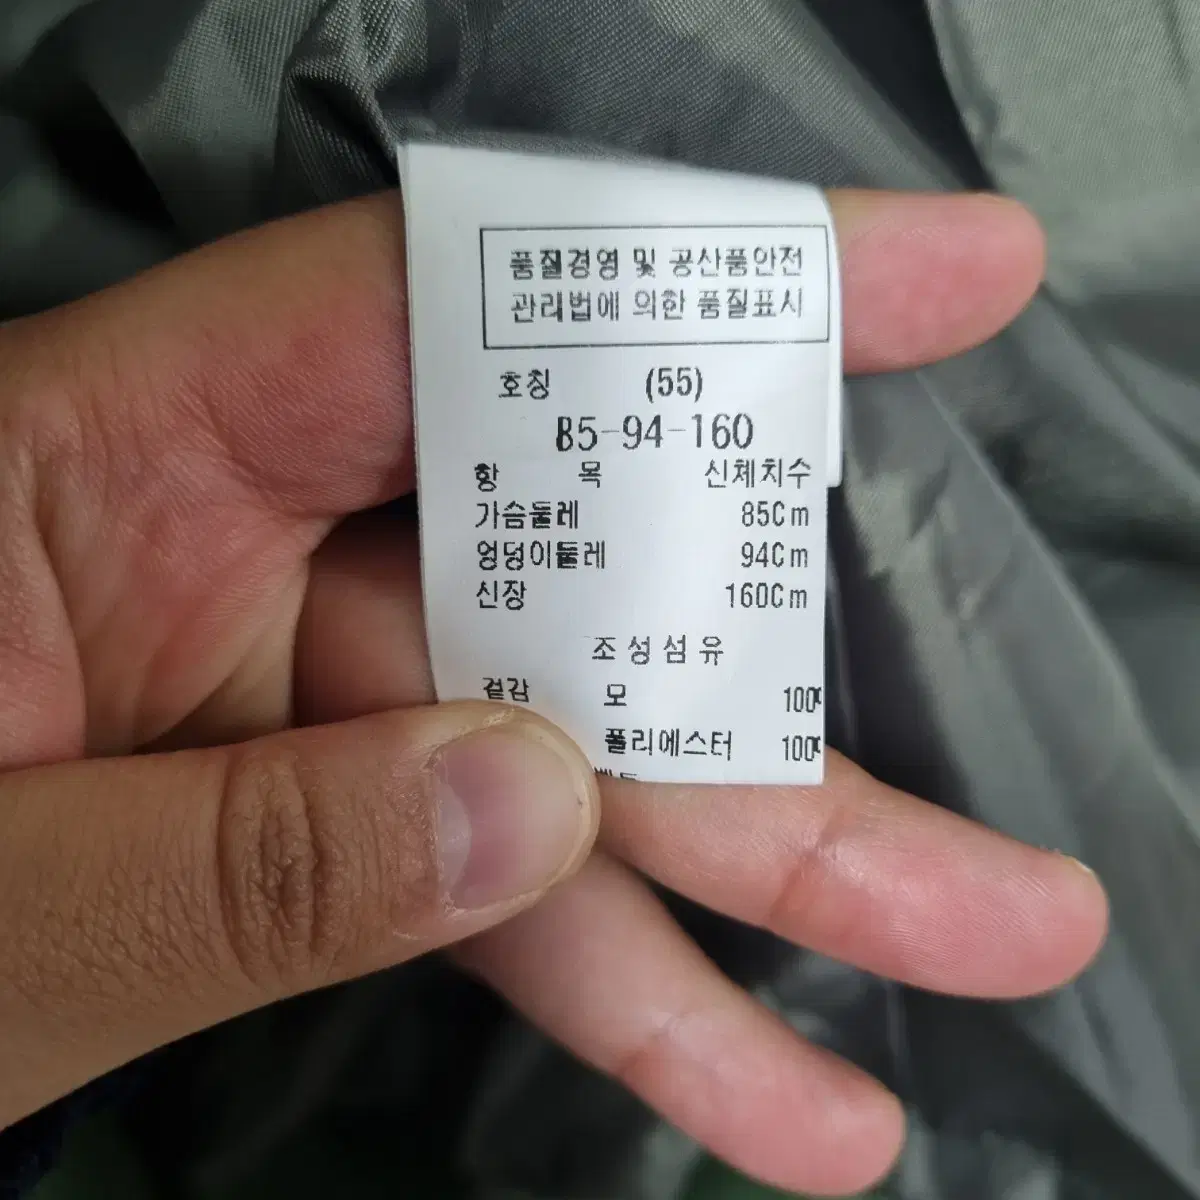 품질경영 및 공산품안전
관리법에 의한 품질표시
호칭 (55)
85-94-160
항 목 신체치수
가슴둘레 85Cm
엉덩이둘레 94Cm
신장 160Cm
조성섬유
겉감 모 100
폴리에스터 100